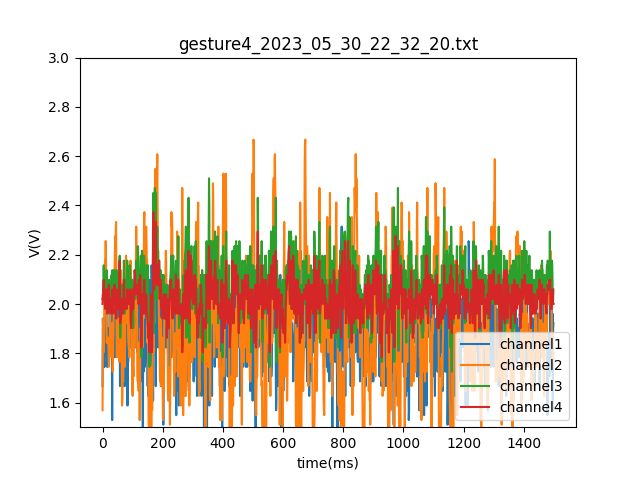 gesture4_2023_05_30_22_32_20.txt
3.0
2.8
2.6
2.4
2.2
2.0
1.8
1.6
V(V)
channel1
channel2
channel3
channel4
0 200 400 600 800 1000 1200 1400
time(ms)